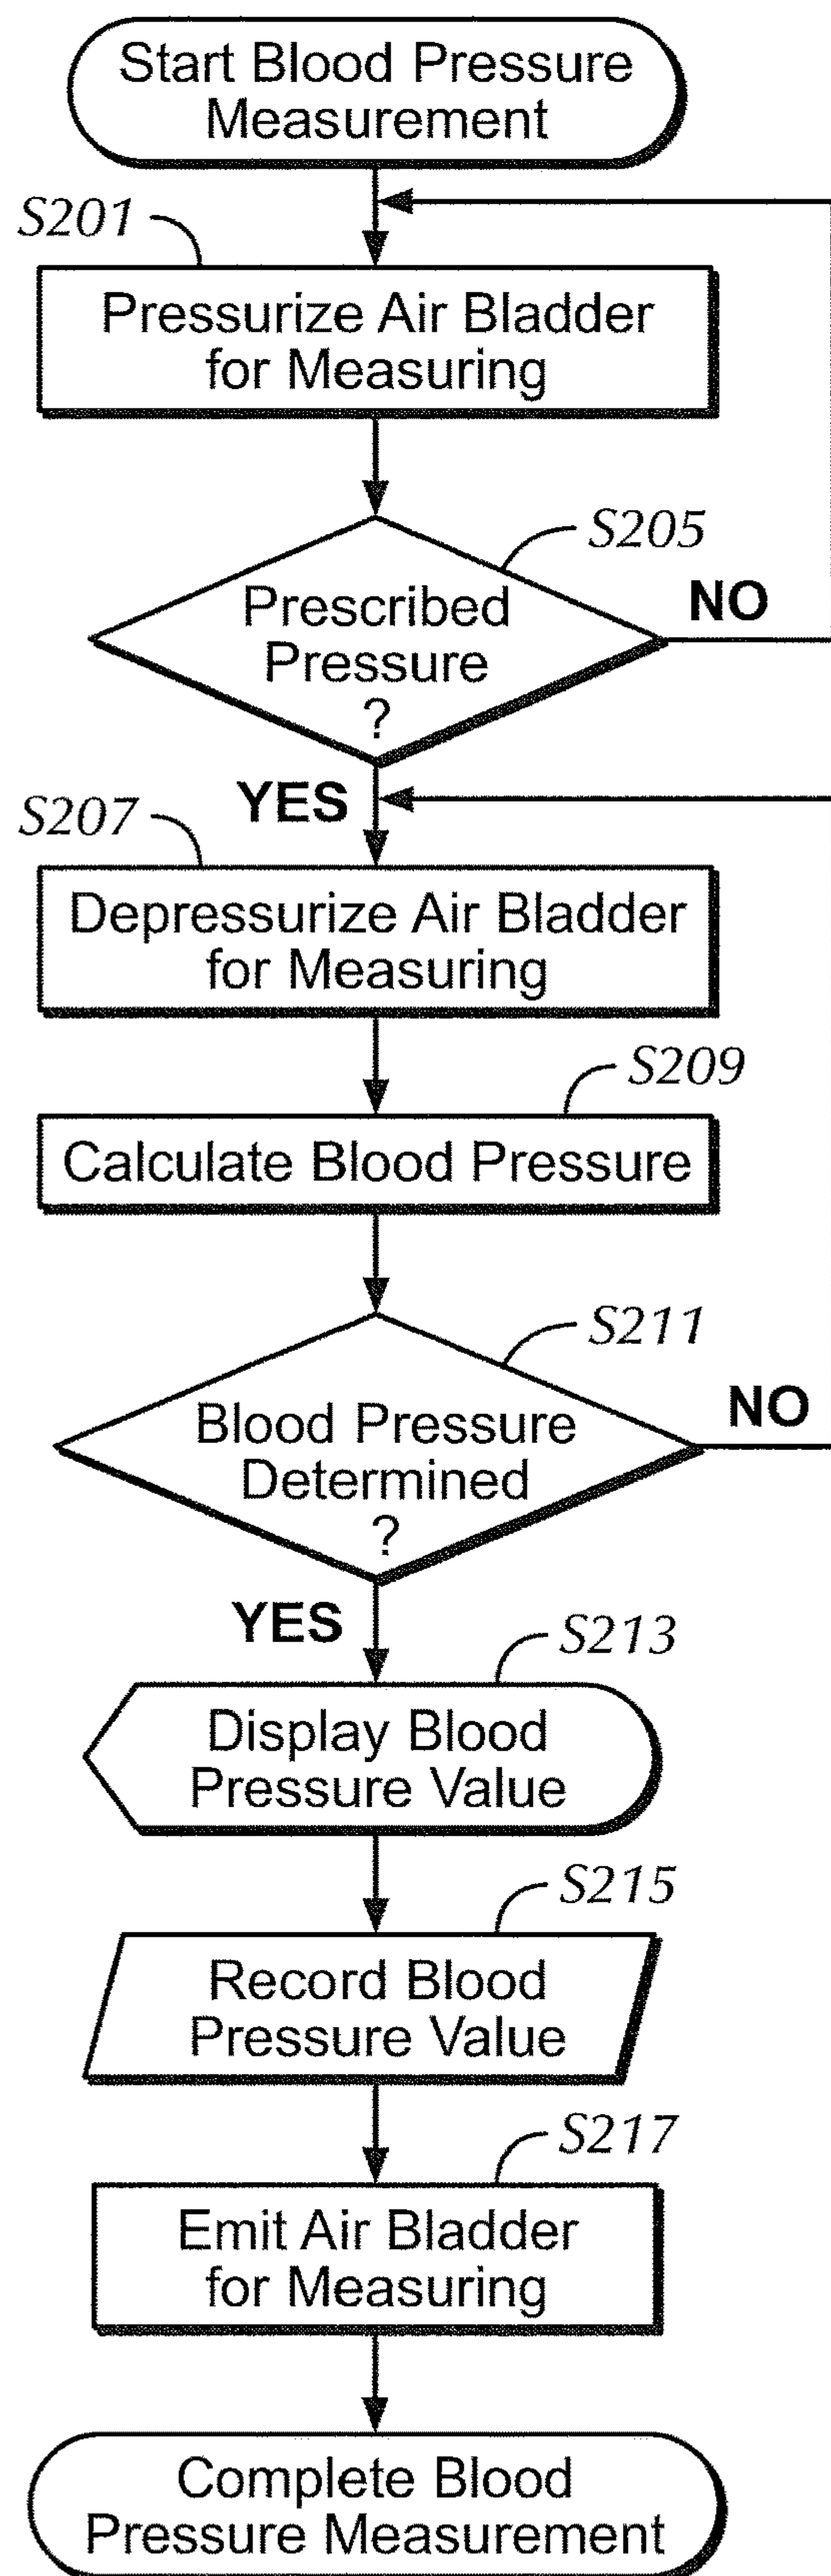 Start Blood Pressure
Measurement
S201
Pressurize Air Bladder
for Measuring
S205
Prescribed
Pressure
?
NO
YES
S207
Depressurize Air Bladder
for Measuring
S209
Calculate Blood Pressure
S211
Blood Pressure
Determined
?
NO
YES
S213
Display Blood
Pressure Value
S215
Record Blood
Pressure Value
S217
Emit Air Bladder
for Measuring
Complete Blood
Pressure Measurement